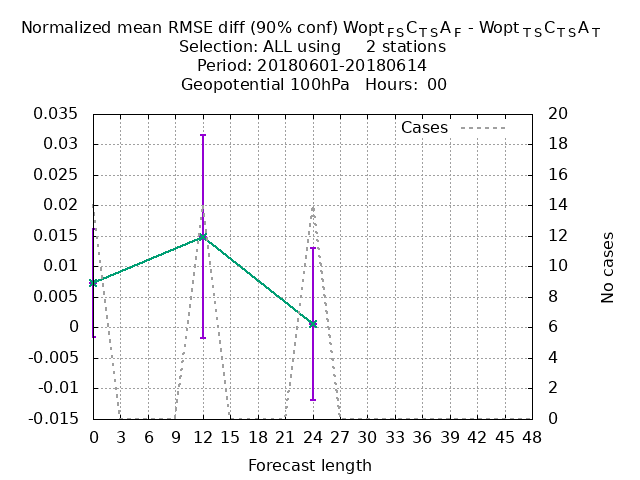 Normalized mean RMSE diff (90% conf) Wopt FS C TS A F - Wopt TS C TS A T
Selection: ALL using 2 stations
Period: 20180601-20180614
Geopotential 100hPa Hours: 00
Cases
0.035
0.03
0.025
0.02
0.015
0.01
0.005
0
-0.005
-0.01
-0.015
20
18
16
14
12
10
8
6
4
2
0
No cases
0 3 6 9 12 15 18 21 24 27 30 33 36 39 42 45 48
Forecast length